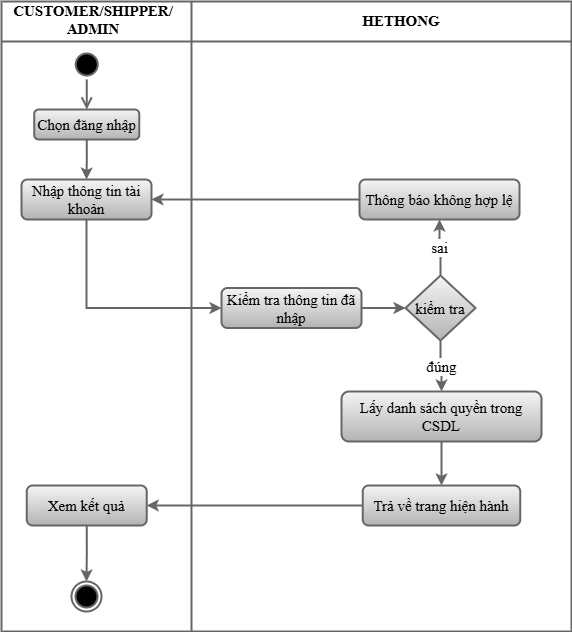 CUSTOMER/SHIPPER/
ADMIN
HETHONG
Chọn đăng nhập
Nhập thông tin tài
khoản
Thông báo không hợp lệ
sai
Kiểm tra thông tin đã
nhập
kiểm tra
đúng
Lấy danh sách quyền trong
CSDL
Xem kết quả
Trả về trang hiện hành